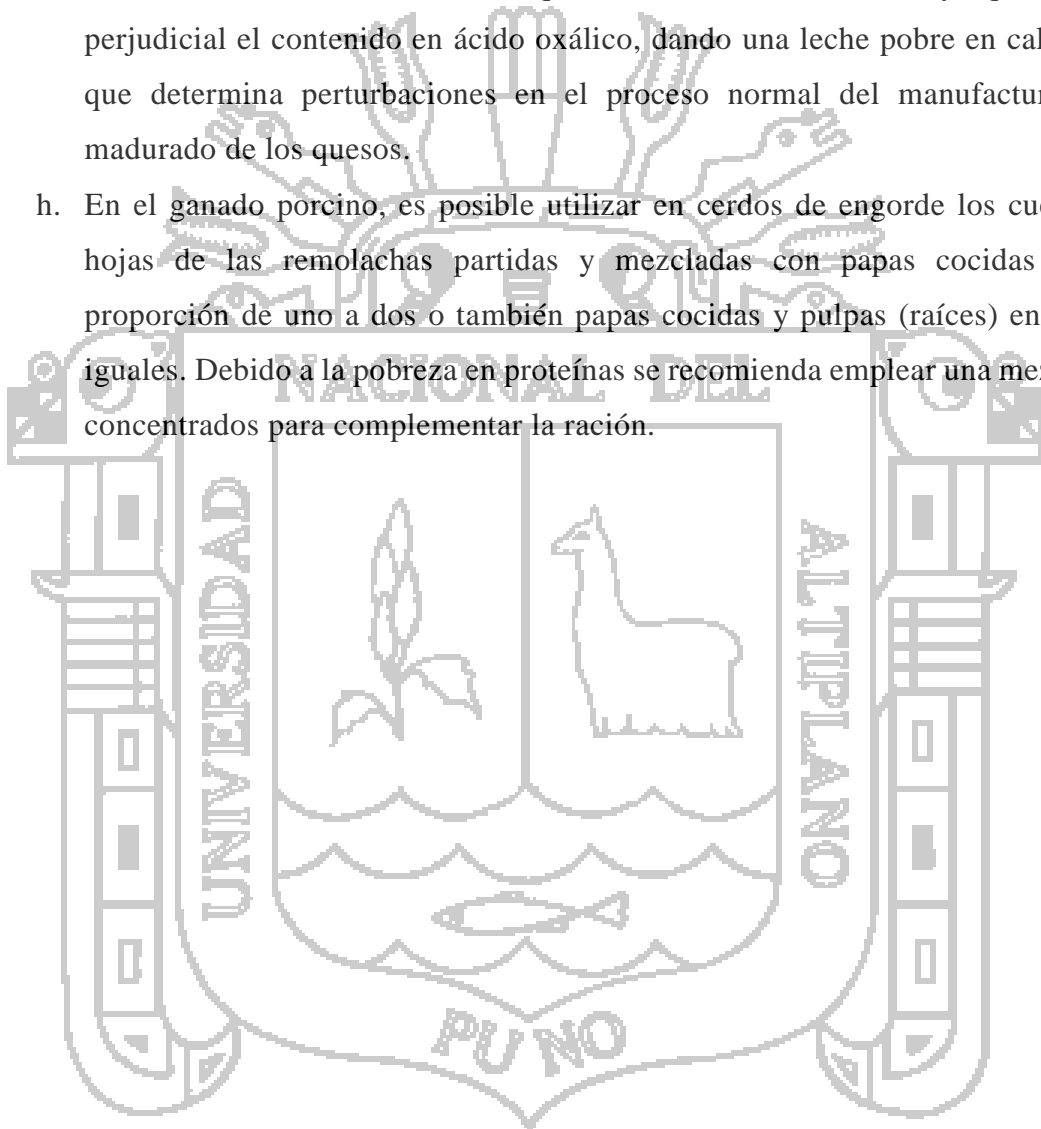 perjudicial el contenido en ácido oxálico, dando una leche pobre en cal
que determina perturbaciones en el proceso normal del manufactu
madurado de los quesos.
h. En el ganado porcino, es posible utilizar en cerdos de engorde los cu
hojas de las remolachas partidas y mezcladas con papas cocidas
proporción de uno a dos o también papas cocidas y pulpas (raíces) en
iguales. Debido a la pobreza en proteínas se recomienda emplear una me
concentrados para complementar la ración.
NACIONAL DEL
UNIVERSIDAD
ALTIPLANO
PUNO